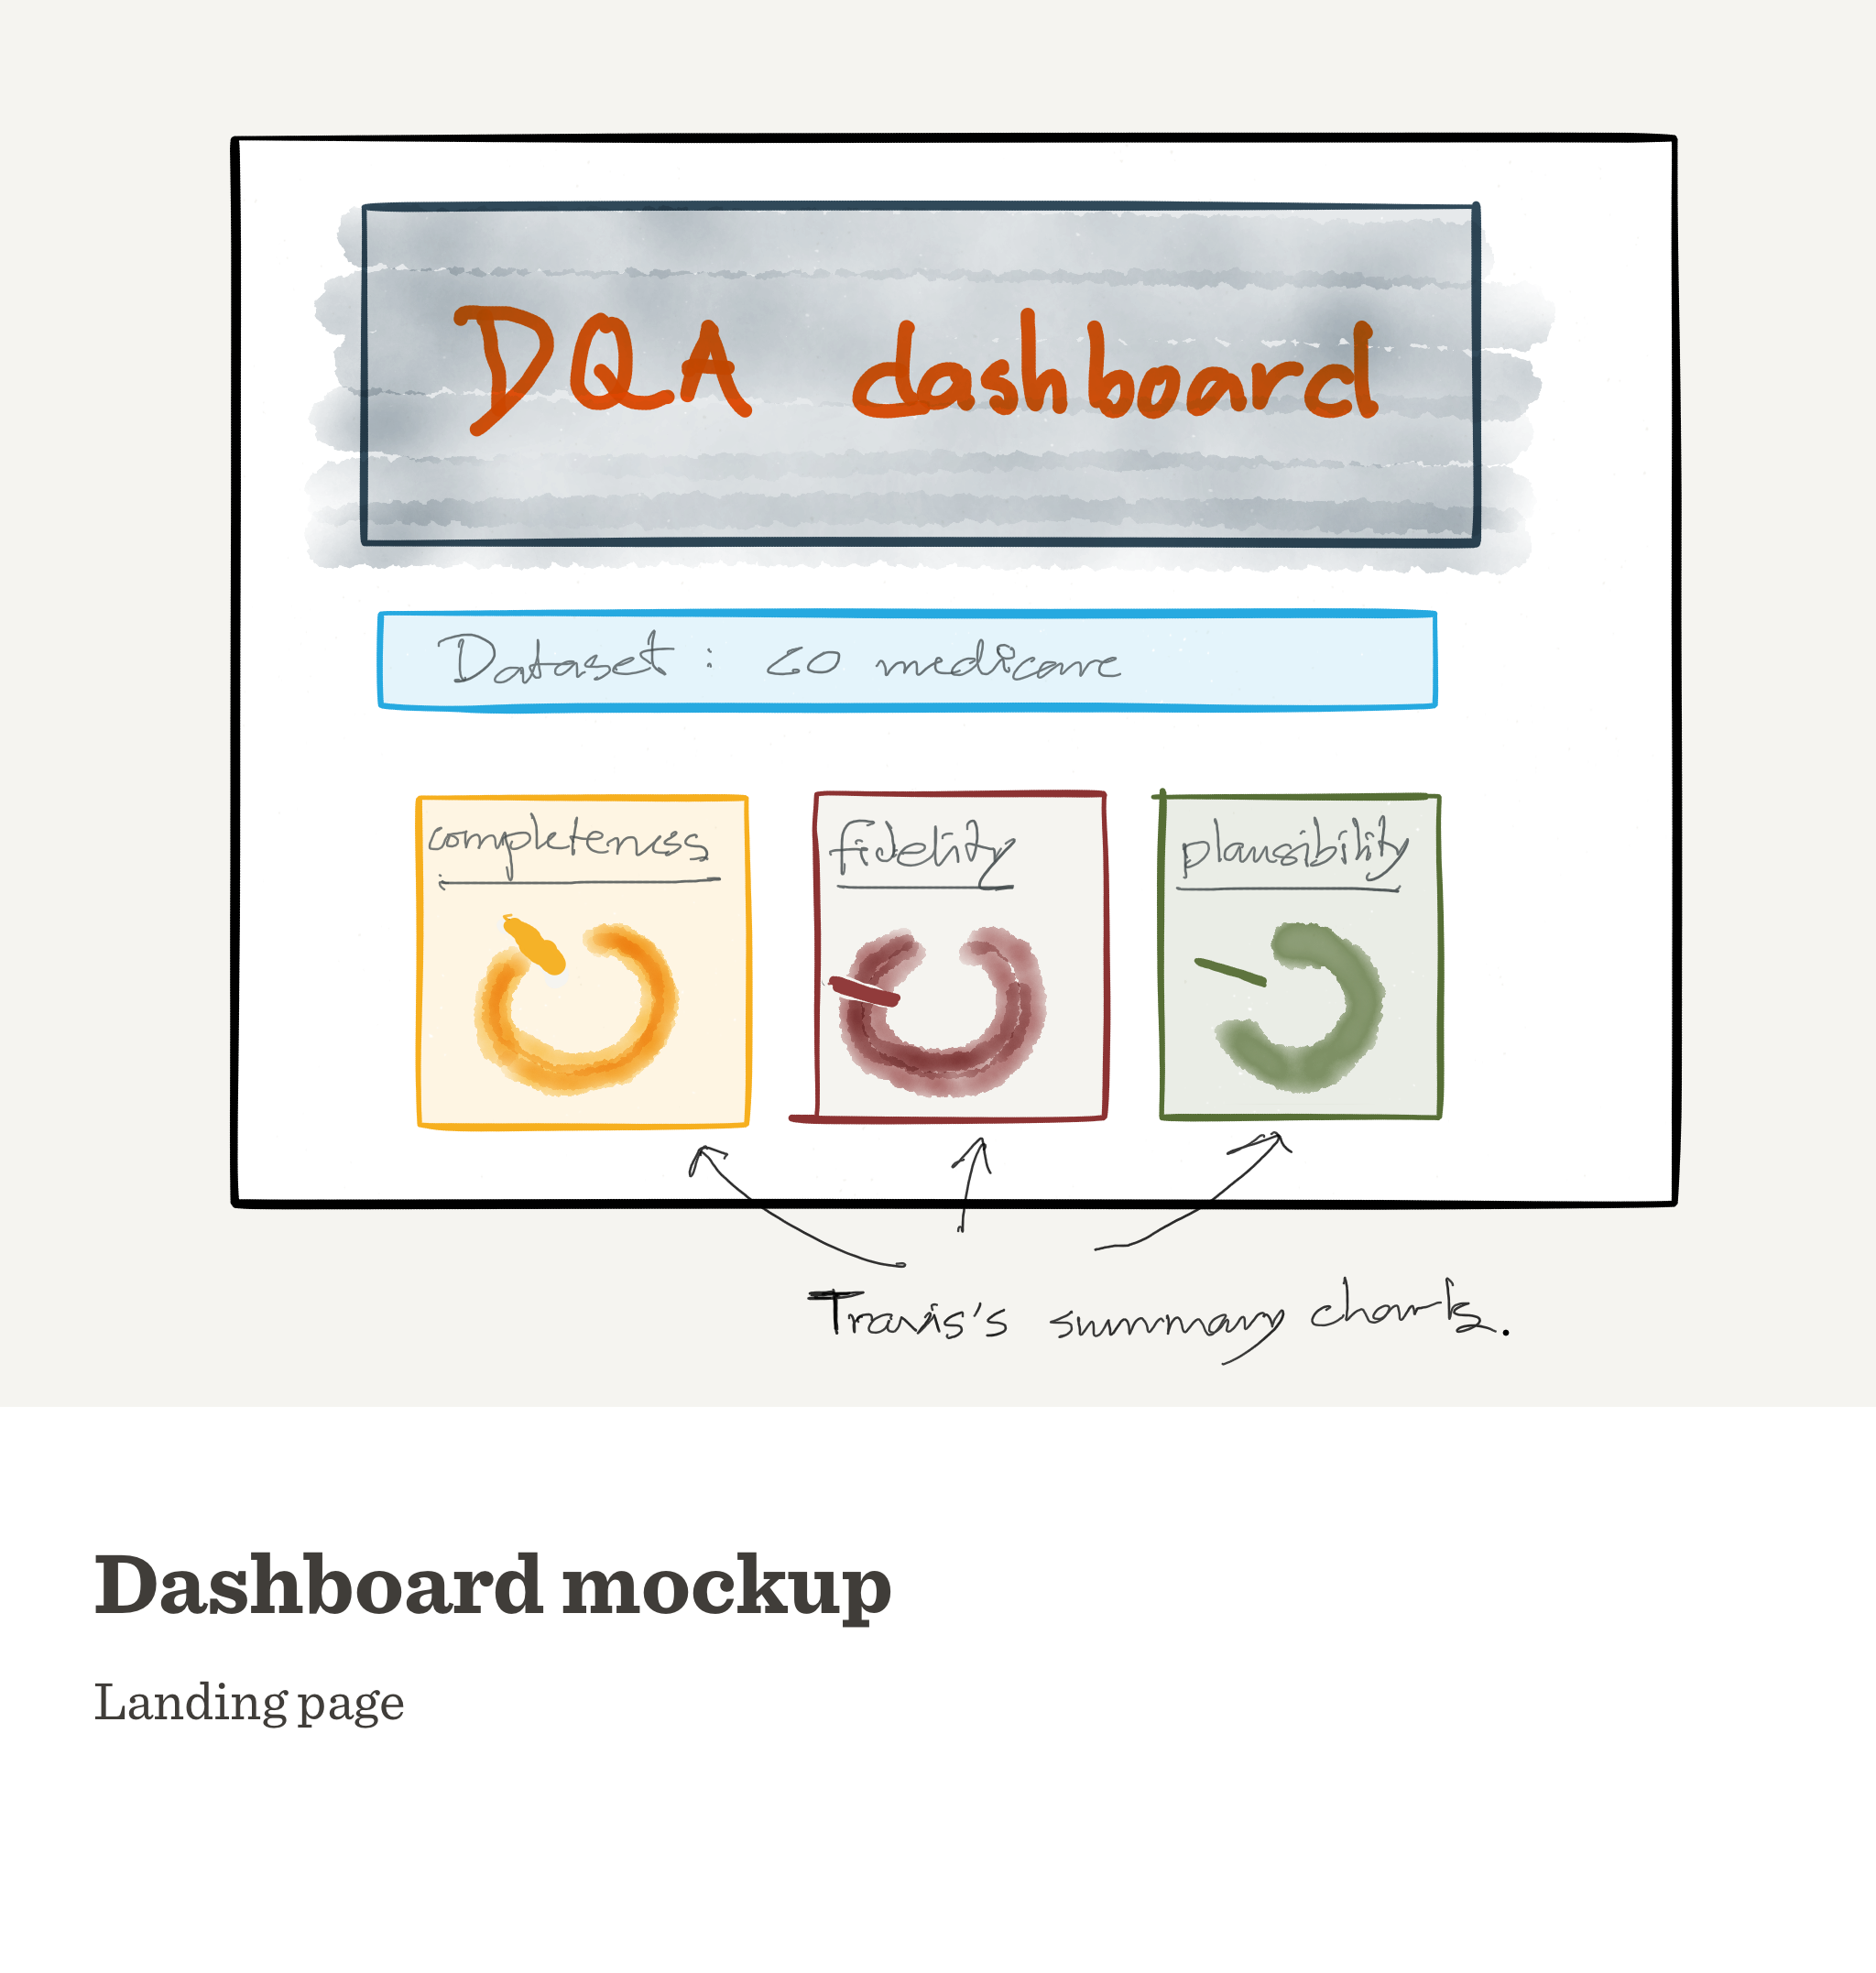 DQA dashboard
Dataset : CO medicare
completeness
fidelity
plausibility
Travis's summary charts.
Dashboard mockup
Landing page